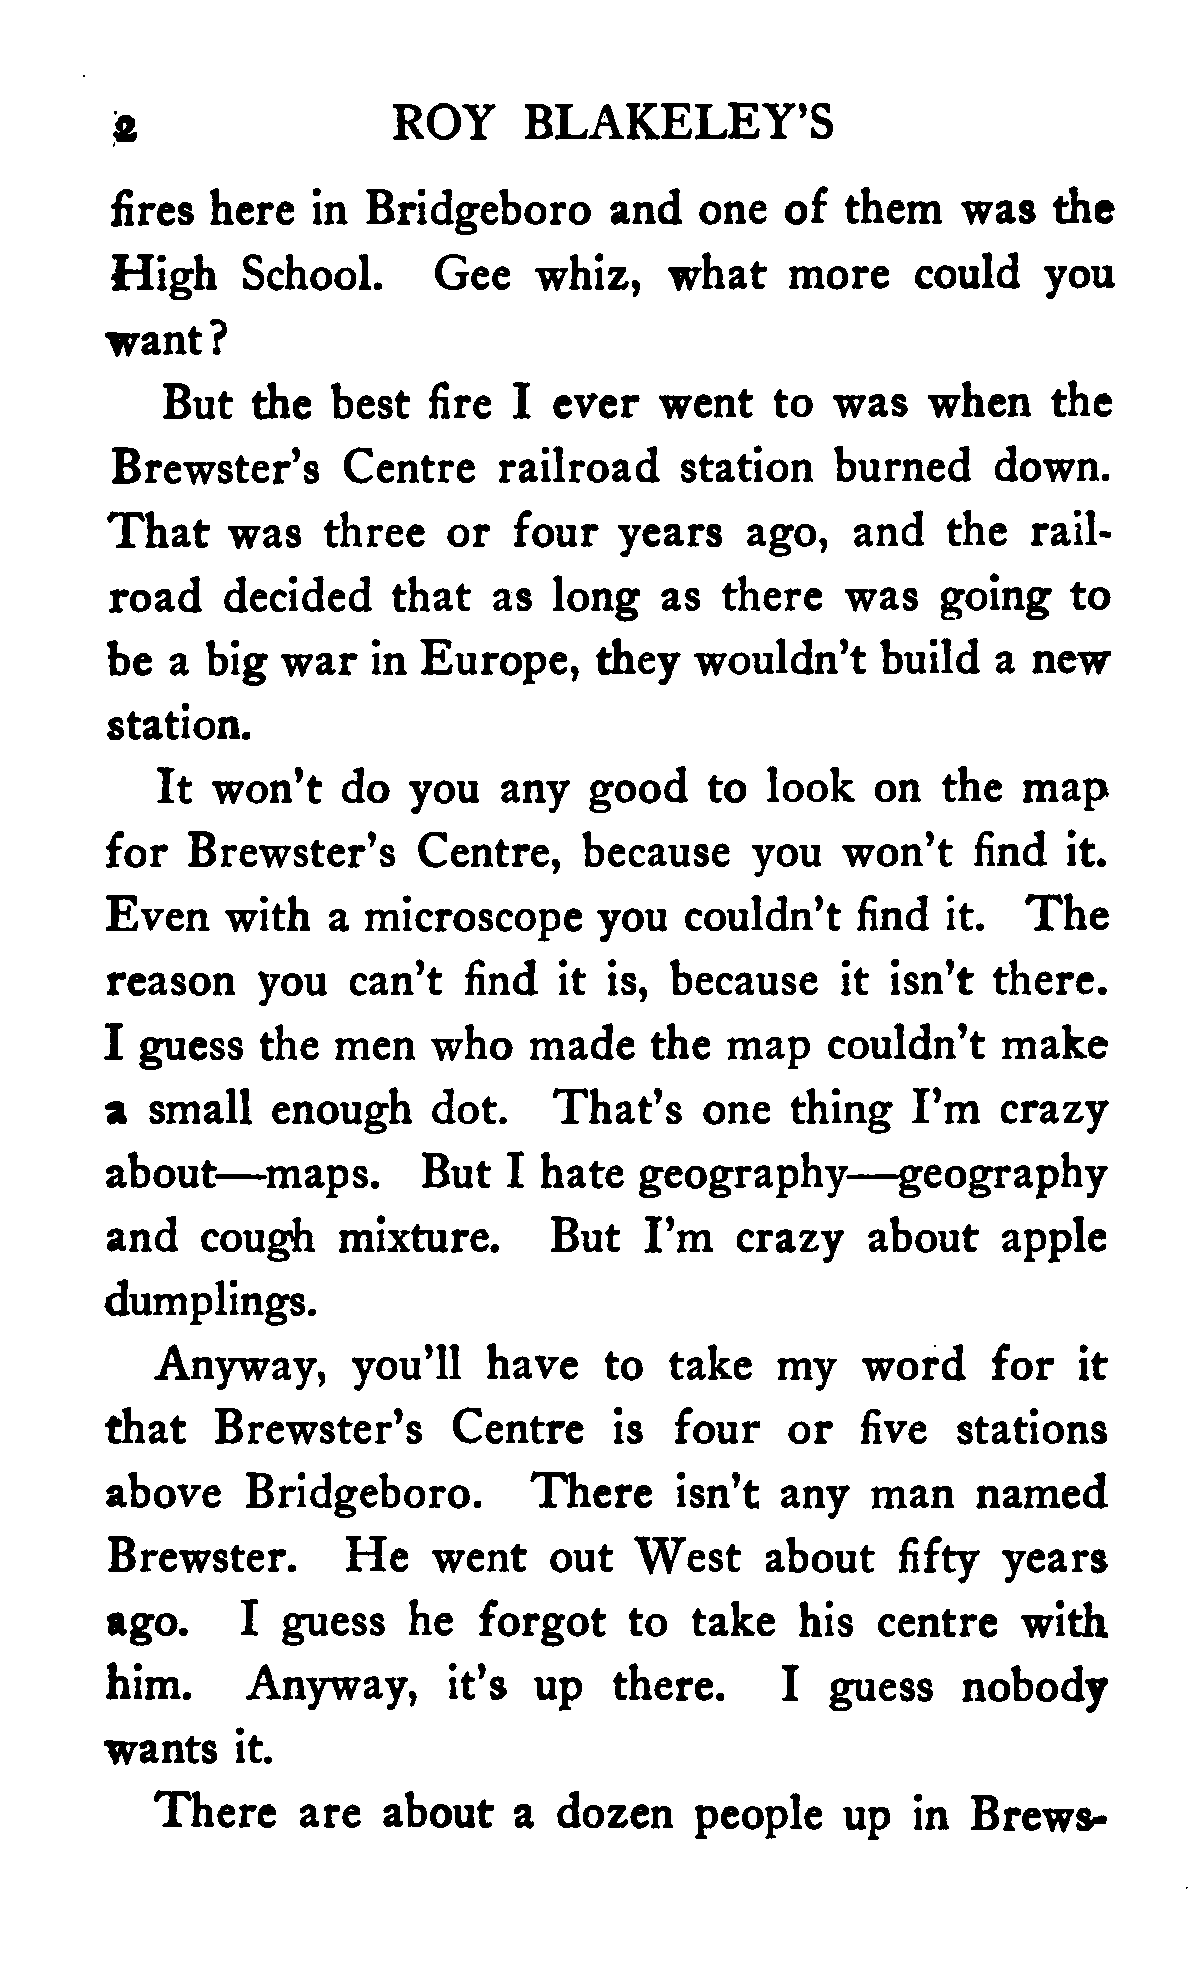 2 ROY BLAKELEY'S
fires here in Bridgeboro and one of them was the
High School. Gee whiz, what more could you
want?
But the best fire I ever went to was when the
Brewster's Centre railroad station burned down.
That was three or four years ago, and the rail-
road decided that as long as there was going to
be a big war in Europe, they wouldn't build a new
station.
It won't do you any good to look on the map
for Brewster's Centre, because you won't find it.
Even with a microscope you couldn't find it. The
reason you can't find it is, because it isn't there.
I guess the men who made the map couldn't make
a small enough dot. That's one thing I'm crazy
about—maps. But I hate geography—geography
and cough mixture. But I'm crazy about apple
dumplings.
Anyway, you'll have to take my word for it
that Brewster's Centre is four or five stations
above Bridgeboro. There isn't any man named
Brewster. He went out West about fifty years
ago. I guess he forgot to take his centre with
him. Anyway, it's up there. I guess nobody
wants it.
There are about a dozen people up in Brews-